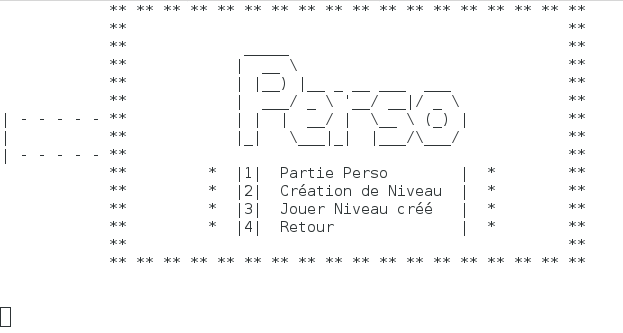 Perso
|1| Partie Perso
|2| Création de Niveau
|3| Jouer Niveau créé
|4| Retour